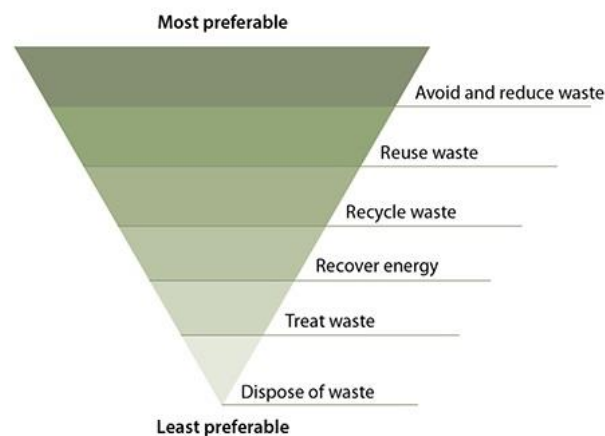 Most preferable
Avoid and reduce waste
Reuse waste
Recycle waste
Recover energy
Treat waste
Dispose of waste
Least preferable